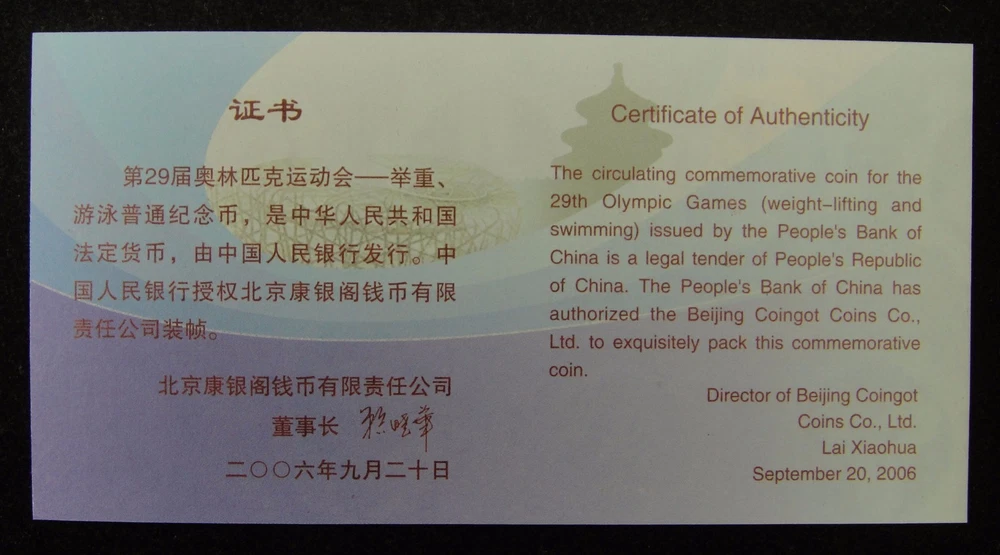 证书
第29届奥林匹克运动会——举重、
游泳普通纪念币，是中华人民共和国
法定货币，由中国人民银行发行。中
国人民银行授权北京康银阁钱币有限
责任公司装帧。
北京康银阁钱币有限责任公司
董事长
二〇〇六年九月二十日
Certificate of Authenticity
The circulating commemorative coin for the
29th Olympic Games (weight-lifting and
swimming) issued by the People's Bank of
China is a legal tender of People's Republic
of China. The People's Bank of China has
authorized the Beijing Coingot Coins Co.,
Ltd. to exquisitely pack this commemorative
coin.
Director of Beijing Coingot
Coins Co., Ltd.
Lai Xiaohua
September 20, 2006